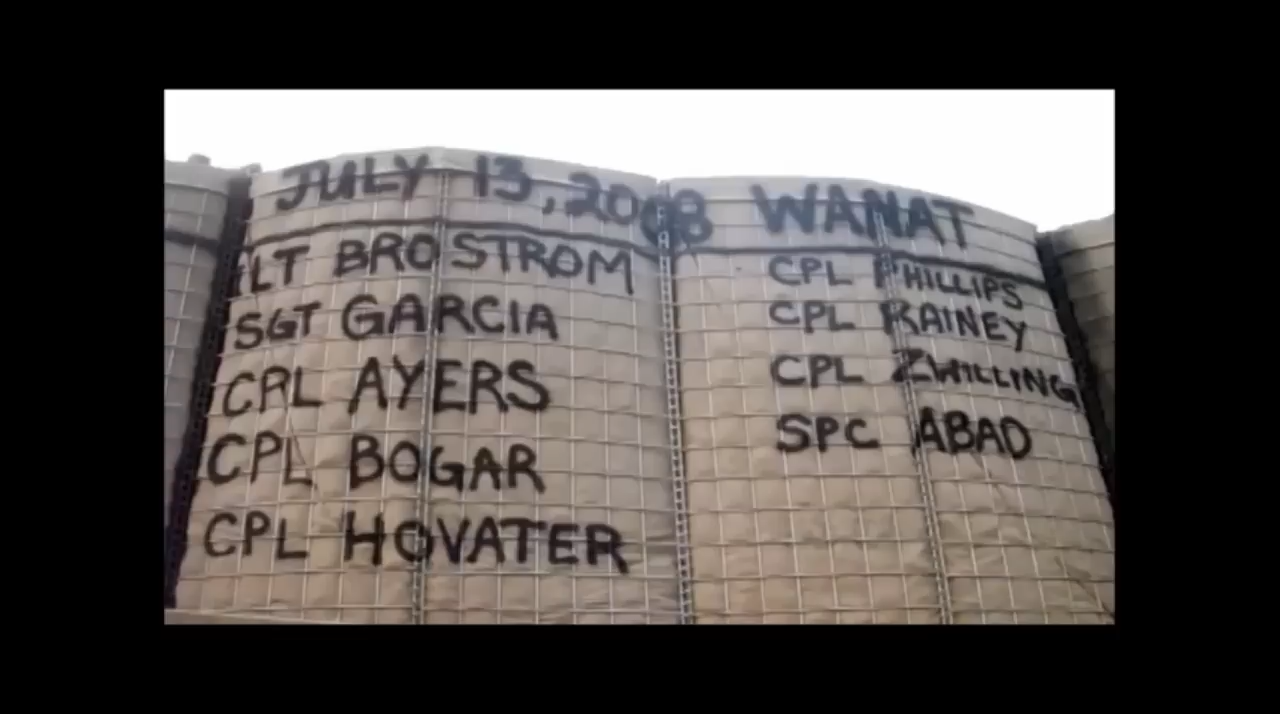 JULY 13, 2008 WANAT
1LT BROSTROM
SGT GARCIA
CPL AYERS
CPL BOGAR
CPL HOVATER
CPL PHILLIPS
CPL RAINEY
CPL ZWILLING
SPC ABAD